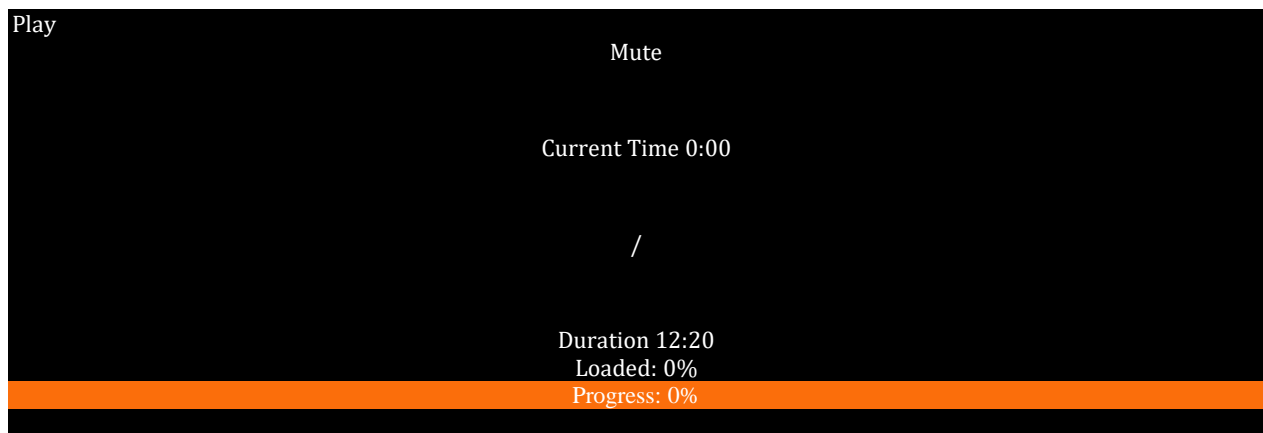 Play
Mute
Current Time 0:00
/
Duration 12:20
Loaded: 0%
Progress: 0%